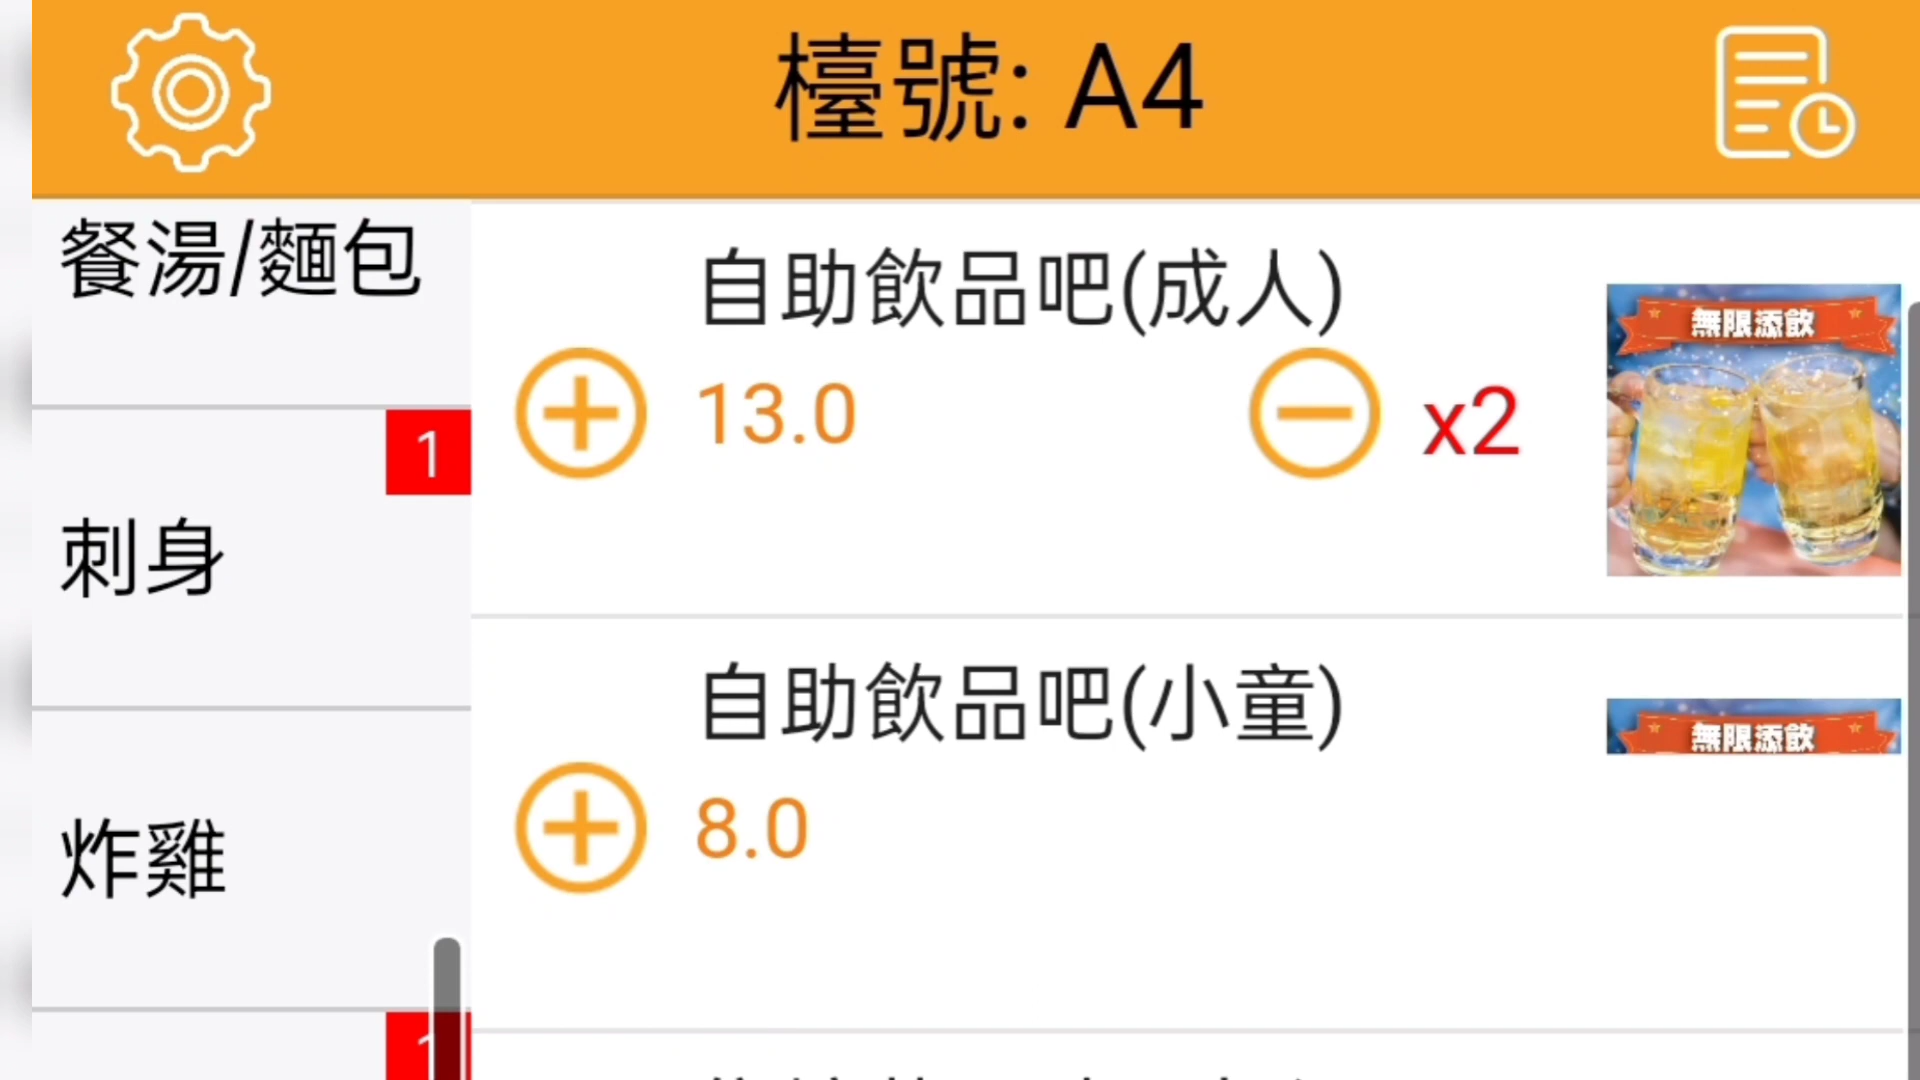 檯號: A4
餐湯/麵包
1
刺身
炸雞
1
自助飲品吧(成人)
13.0
x2
無限添飲
自助飲品吧(小童)
8.0
無限添飲